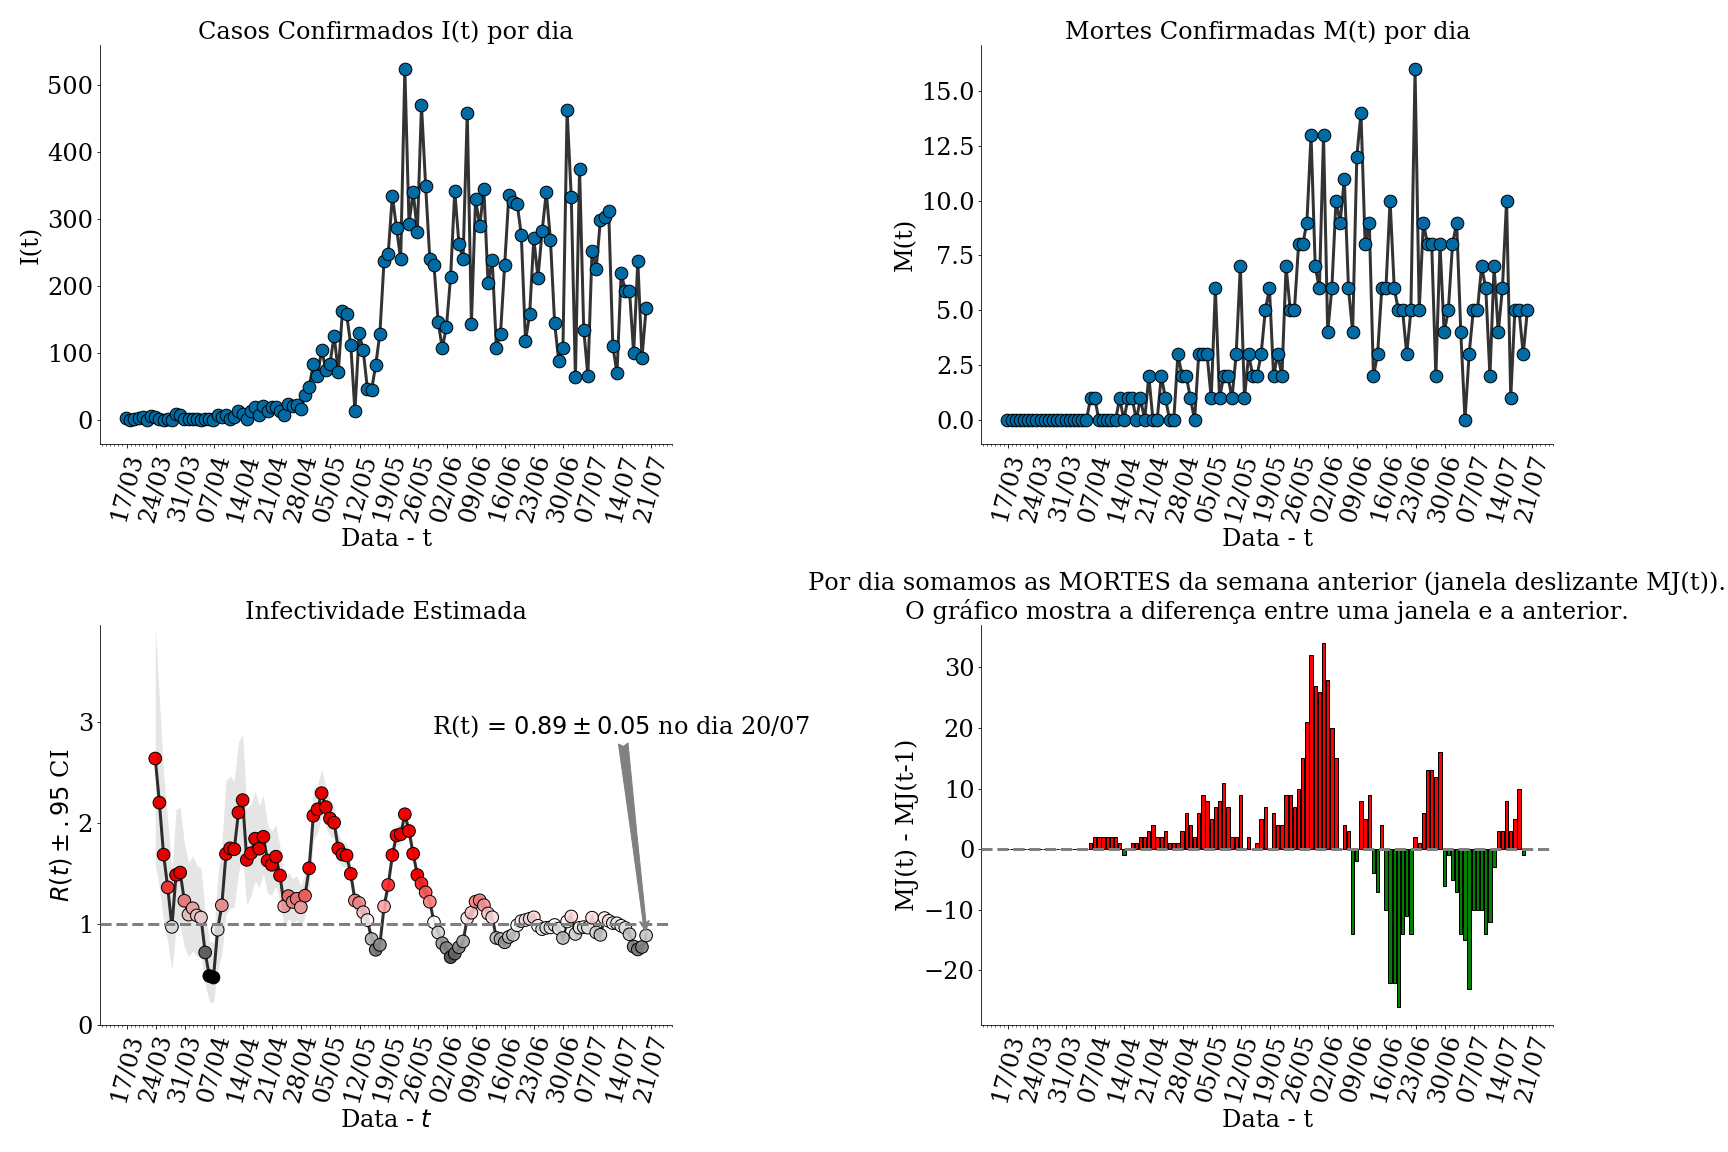 Casos Confirmados I(t) por dia
I(t)
500
400
300
200
100
0
17/03 24/03 31/03 07/04 14/04 21/04 28/04 05/05 12/05 19/05 26/05 02/06 09/06 16/06 23/06 30/06 07/07 14/07 21/07
Data - t
Mortes Confirmadas M(t) por dia
M(t)
15.0
12.5
10.0
7.5
5.0
2.5
0.0
17/03 24/03 31/03 07/04 14/04 21/04 28/04 05/05 12/05 19/05 26/05 02/06 09/06 16/06 23/06 30/06 07/07 14/07 21/07
Data - t
Infectividade Estimada
R(t) ± .95 CI
3
2
1
0
R(t) = 0.89 ± 0.05 no dia 20/07
17/03 24/03 31/03 07/04 14/04 21/04 28/04 05/05 12/05 19/05 26/05 02/06 09/06 16/06 23/06 30/06 07/07 14/07 21/07
Data - t
Por dia somamos as MORTES da semana anterior (janela deslizante MJ(t)).
O gráfico mostra a diferença entre uma janela e a anterior.
MJ(t) - MJ(t-1)
30
20
10
0
−10
−20
17/03 24/03 31/03 07/04 14/04 21/04 28/04 05/05 12/05 19/05 26/05 02/06 09/06 16/06 23/06 30/06 07/07 14/07 21/07
Data - t